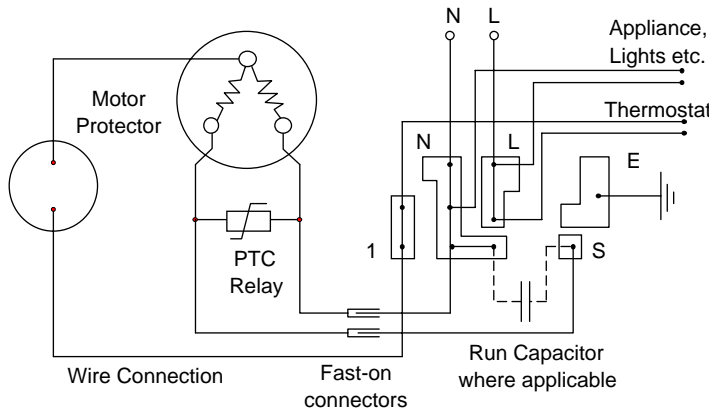 N L
Appliance,
Lights etc.
Thermostat
Motor
Protector
N L
E
PTC
Relay
1
S
Wire Connection
Fast-on
connectors
Run Capacitor
where applicable